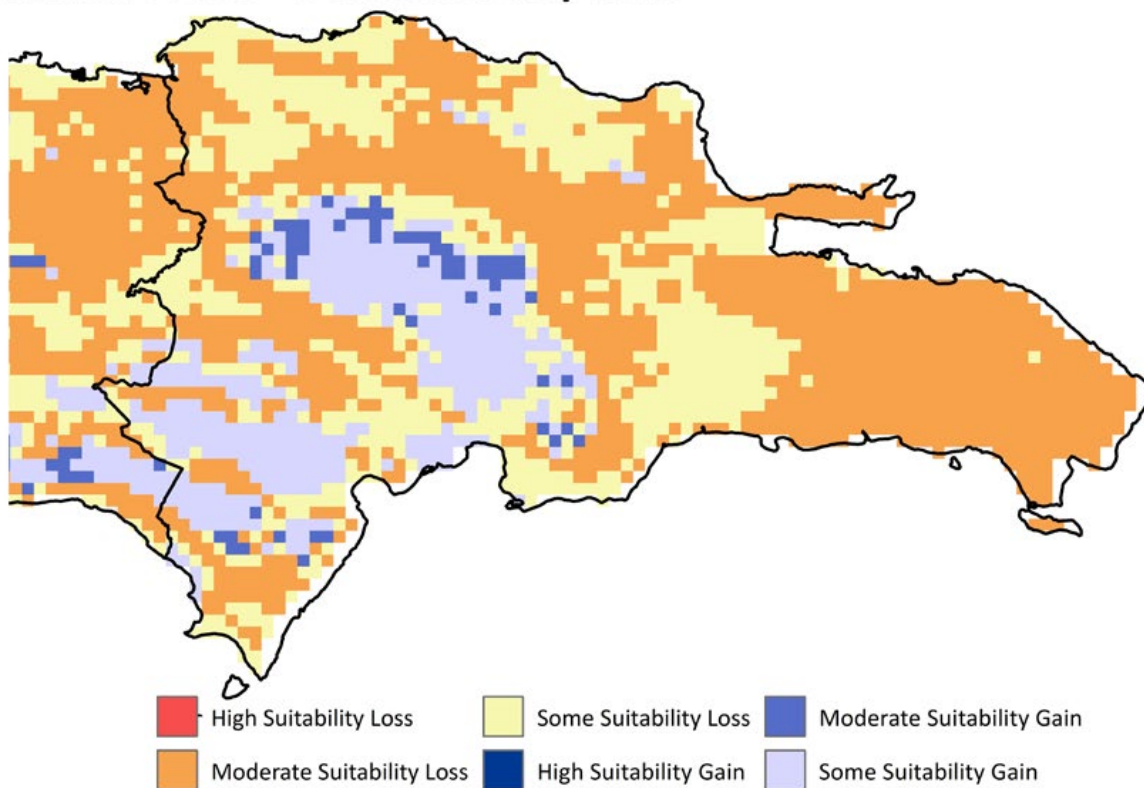 High Suitability Loss
Some Suitability Loss
Moderate Suitability Gain
Moderate Suitability Loss
High Suitability Gain
Some Suitability Gain